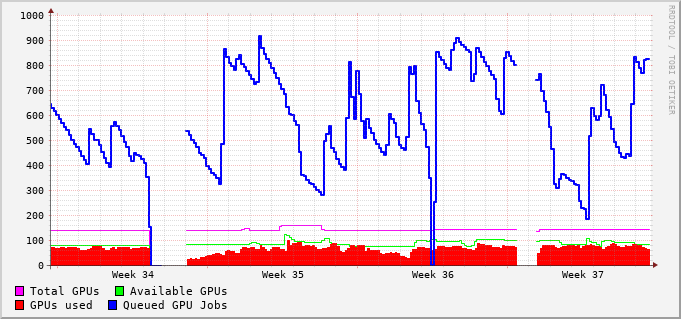 1000
900
800
700
600
500
400
300
200
100
0
Week 34 Week 35 Week 36 Week 37
Total GPUs Available GPUs
GPUs used Queued GPU Jobs
RRDTOOL / TOBI OETIKER